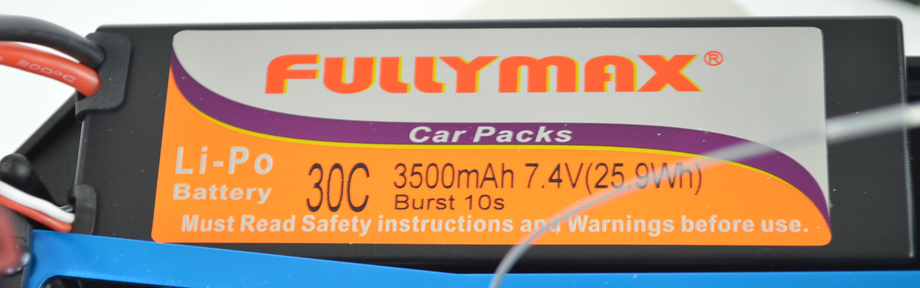 200°C
FULLYMAX®
Car Packs
Li-Po
Battery
30C
3500mAh 7.4V(25.9Wh)
Burst 10s
Must Read Safety instructions and Warnings before use.